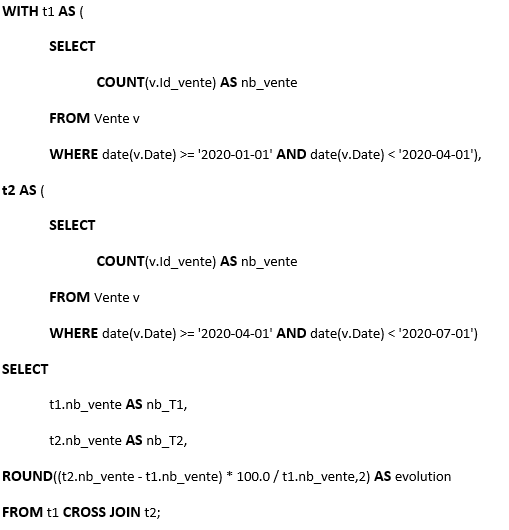 WITH t1 AS (
SELECT
COUNT(v.Id_vente) AS nb_vente
FROM Vente v
WHERE date(v.Date) >= '2020-01-01' AND date(v.Date) < '2020-04-01'),
t2 AS (
SELECT
COUNT(v.Id_vente) AS nb_vente
FROM Vente v
WHERE date(v.Date) >= '2020-04-01' AND date(v.Date) < '2020-07-01')
SELECT
t1.nb_vente AS nb_T1,
t2.nb_vente AS nb_T2,
ROUND((t2.nb_vente - t1.nb_vente) * 100.0 / t1.nb_vente,2) AS evolution
FROM t1 CROSS JOIN t2;